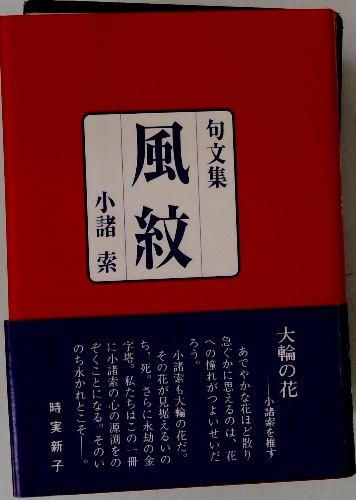 句文集
風紋
小諸 索
大輪の花
――小諸索を推す
あでやかな花ほど散り
急ぐかに思えるのは、花
への憧れがつよいせいだ
ろう。
小諸索も大輪の花だ。
その花が見据えるいの
ち、死。さらに永劫の金
字塔。私たちはこの一冊
に小諸索の心の源渕をの
ぞくことになる。そのい
のち永かれとこそ――。
時実新子